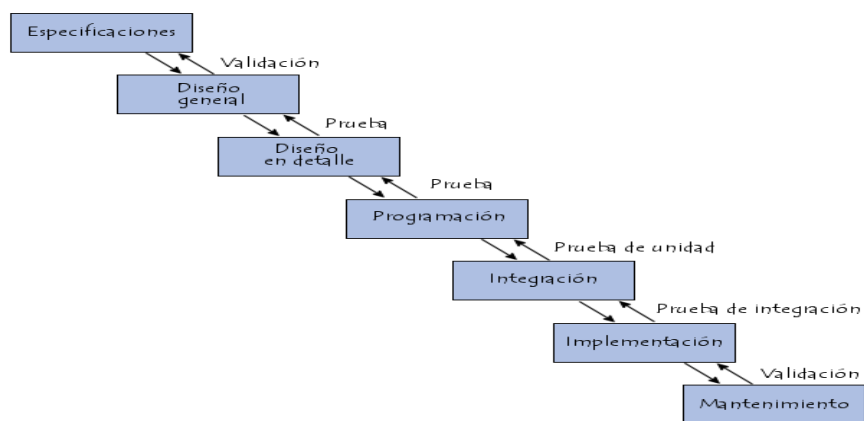 Especificaciones
Validación
Diseño
general
Prueba
Diseño
en detalle
Prueba
Programación
Prueba de unidad
Integración
Prueba de integración
Implementación
Validación
Mantenimiento